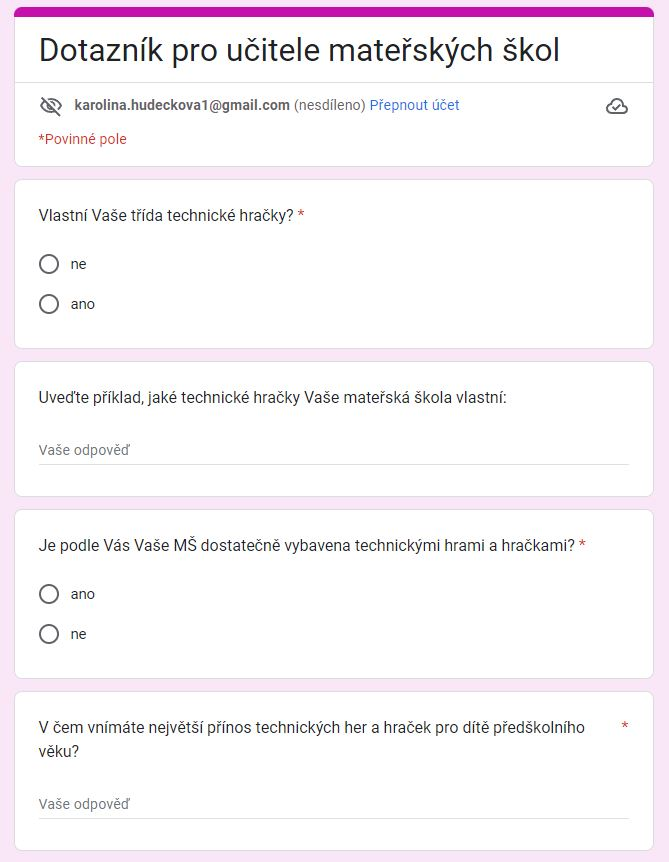 Dotazník pro učitele mateřských škol
karolina.hudeckova1@gmail.com (nesdíleno) Přepnout účet
*Povinné pole
Vlastní Vaše třída technické hračky? *
ne
ano
Uveďte příklad, jaké technické hračky Vaše mateřská škola vlastní:
Vaše odpověď
Je podle Vás Vaše MŠ dostatečně vybavena technickými hrami a hračkami? *
ano
ne
V čem vnímáte největší přínos technických her a hraček pro dítě předškolního *
věku?
Vaše odpověď